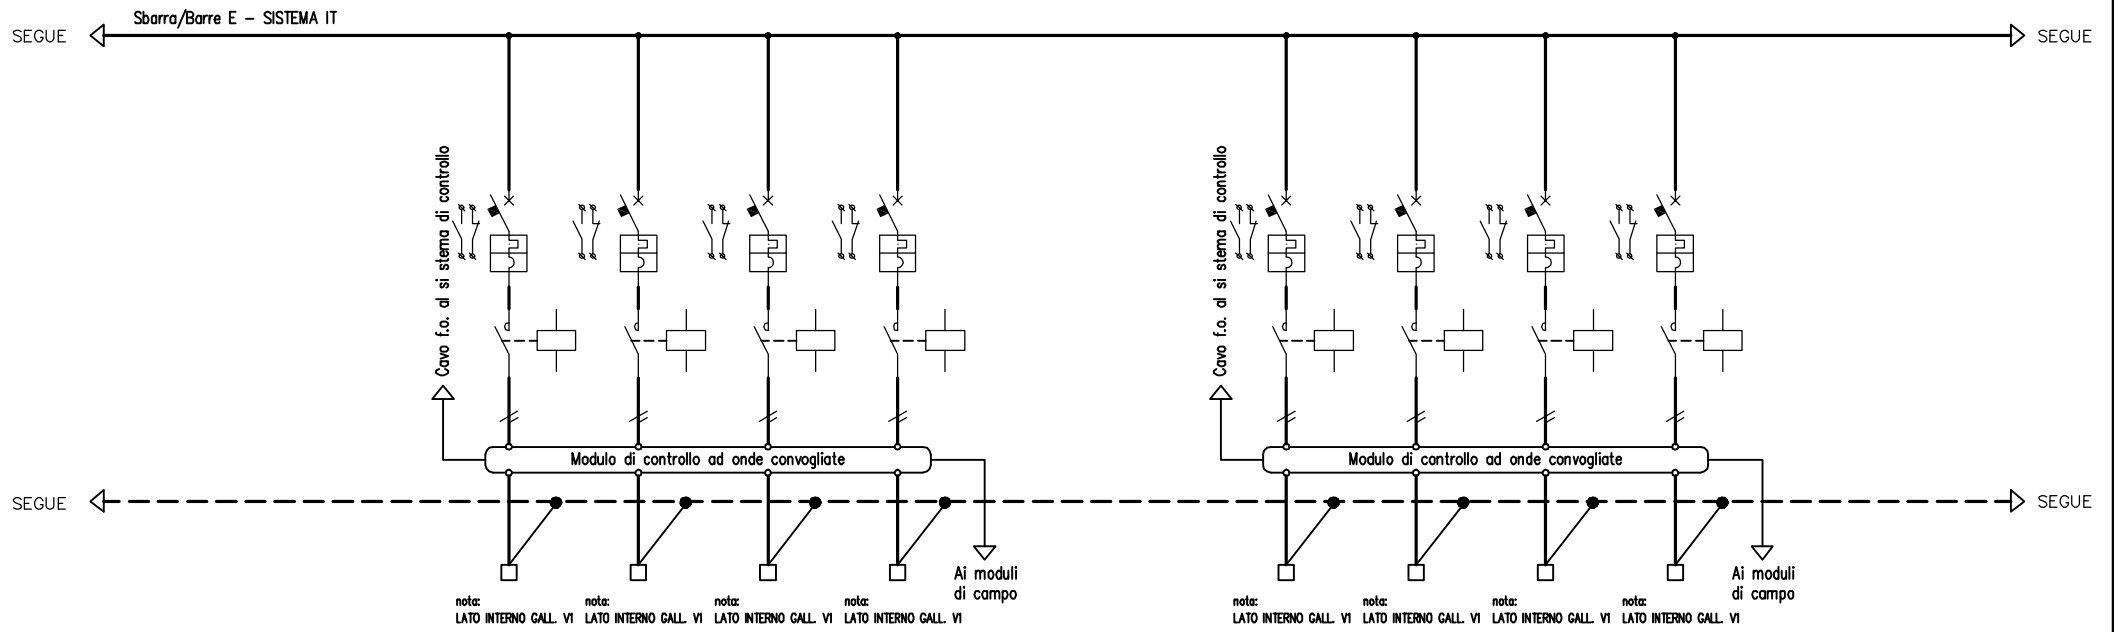 Sbarra/Barre E - SISTEMA IT
SEGUE
SEGUE
Cavo f.o. al si stema di controllo
Cavo f.o. al si stema di controllo
Modulo di controllo ad onde convogliate
Modulo di controllo ad onde convogliate
SEGUE
SEGUE
Ai moduli
di campo
Ai moduli
di campo
nota:
LATO INTERNO GALL. V1
nota:
LATO INTERNO GALL. V1
nota:
LATO INTERNO GALL. V1
nota:
LATO INTERNO GALL. V1
nota:
LATO INTERNO GALL. V1
nota:
LATO INTERNO GALL. V1
nota:
LATO INTERNO GALL. V1
nota:
LATO INTERNO GALL. V1